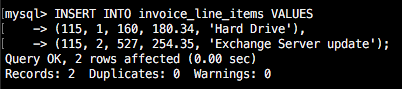 mysql> INSERT INTO invoice_line_items VALUES
-> (115, 1, 160, 180.34, 'Hard Drive'),
-> (115, 2, 527, 254.35, 'Exchange Server update');
Query OK, 2 rows affected (0.00 sec)
Records: 2  Duplicates: 0  Warnings: 0